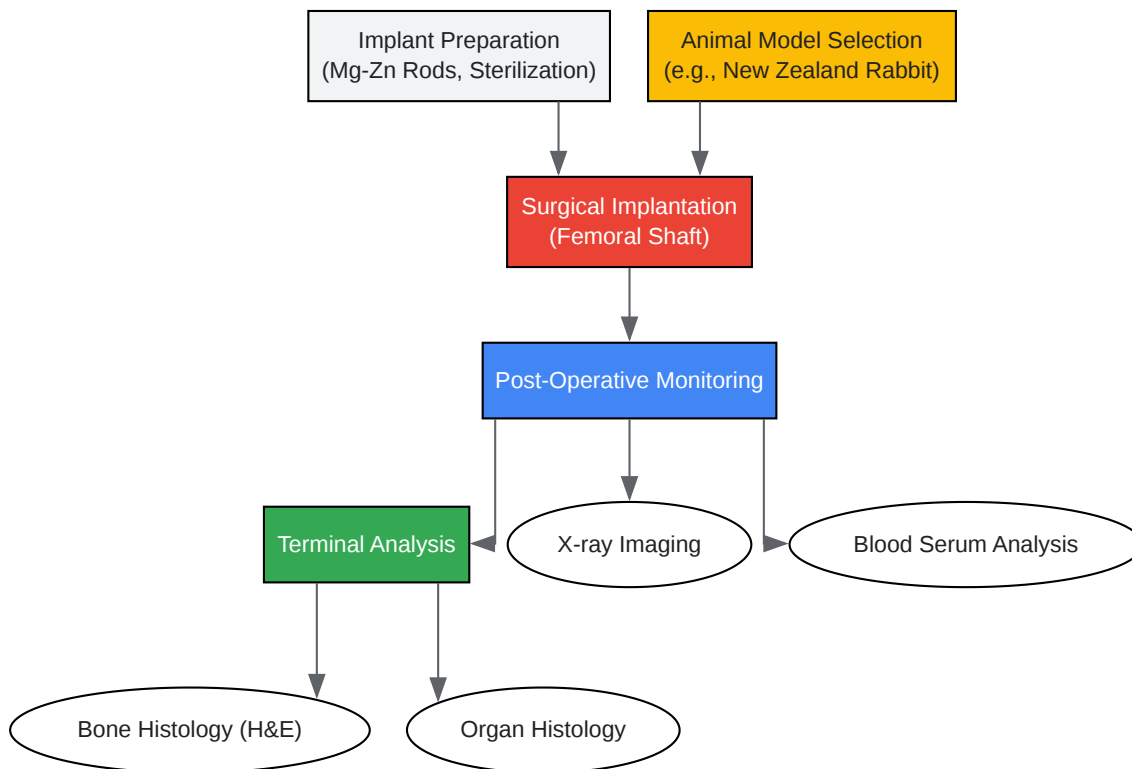 Implant Preparation
(Mg-Zn Rods, Sterilization)
Animal Model Selection
(e.g., New Zealand Rabbit)
Surgical Implantation
(Femoral Shaft)
Post-Operative Monitoring
Terminal Analysis
X-ray Imaging
Blood Serum Analysis
Bone Histology (H&E)
Organ Histology